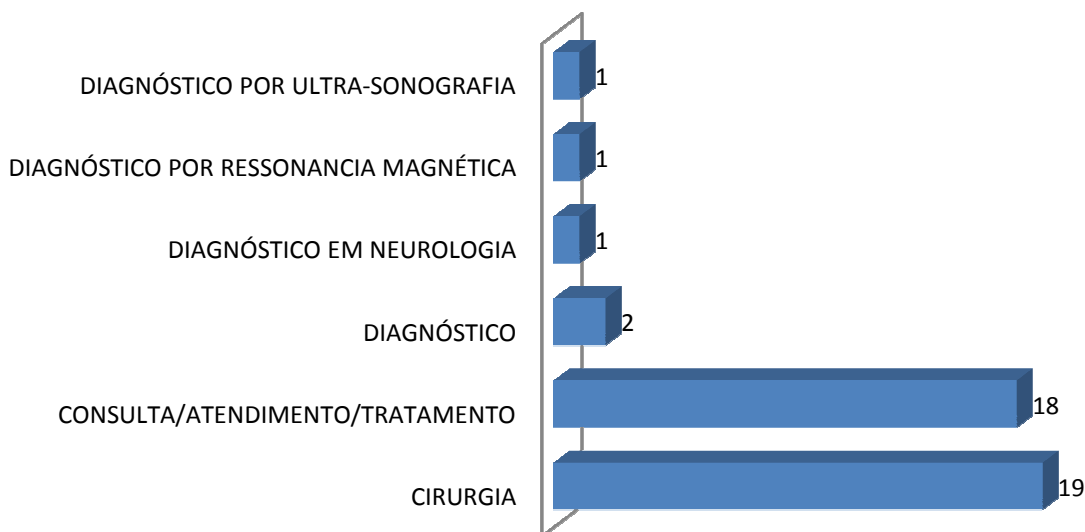 DIAGNÓSTICO POR ULTRA-SONOGRAFIA 1
DIAGNÓSTICO POR RESSONANCIA MAGNÉTICA 1
DIAGNÓSTICO EM NEUROLOGIA 1
DIAGNÓSTICO 2
CONSULTA/ATENDIMENTO/TRATAMENTO 18
CIRURGIA 19